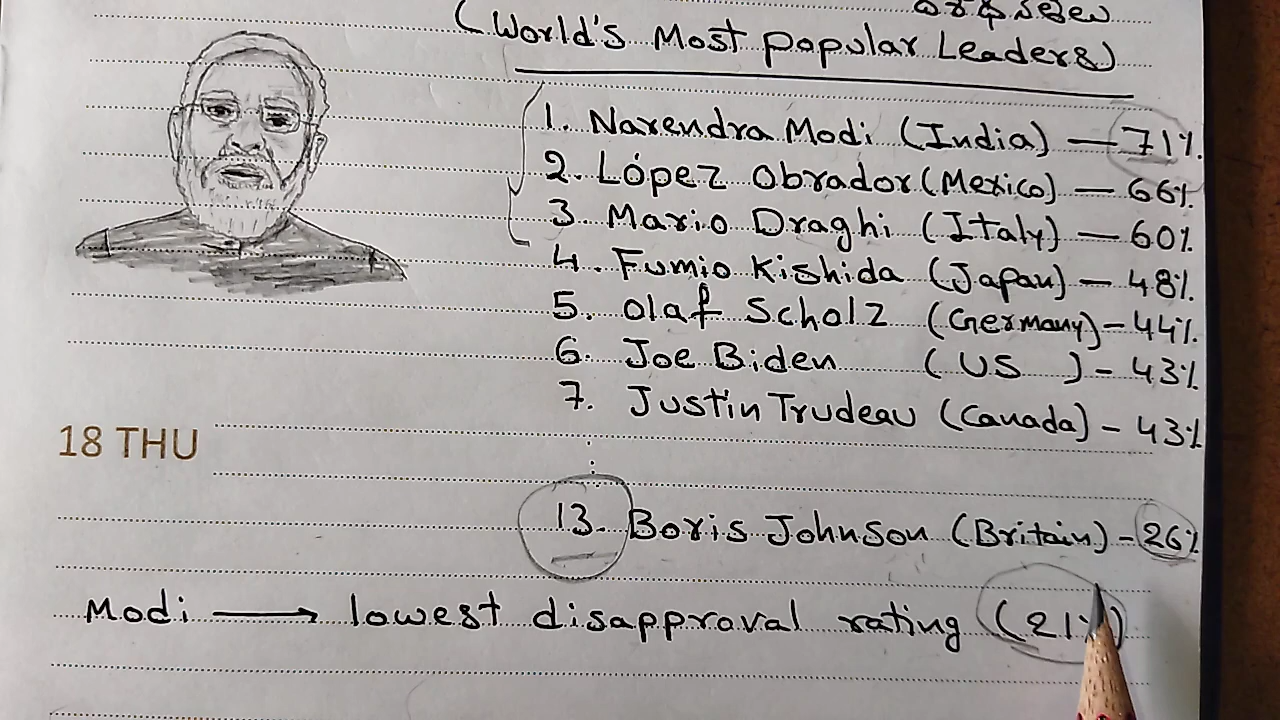 (World's Most Popular Leaders)
1. Narendra Modi (India) — 71%
2. López Obrador (Mexico) — 66%
3. Mario Draghi (Italy) — 60%
4. Fumio Kishida (Japan) — 48%
5. Olaf Scholz (Germany) - 44%
6. Joe Biden (US) - 43%
7. Justin Trudeau (Canada) - 43%
18 THU
13. Boris Johnson (Britain) - 26%
Modi → lowest disapproval rating (21%)